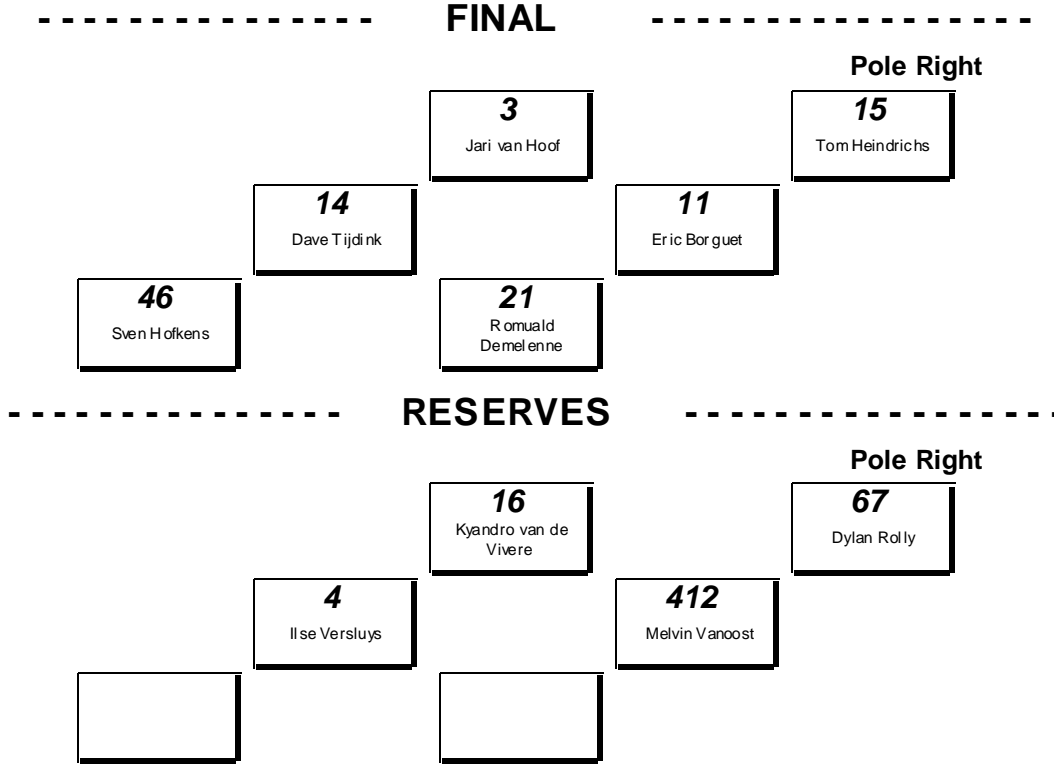 - - - - - - - - - - - - - - - FINAL - - - - - - - - - - - - - - - - -
Pole Right
3 15
Jari van Hoof Tom Heindrichs
14 11
Dave Tijdink Eric Borguet
46 21
Sven Hofkens Romuald
Demelenne
- - - - - - - - - - - - - - - RESERVES - - - - - - - - - - - - - - - - -
Pole Right
16 67
Kyandro van de
Vivere Dylan Rolly
4 412
Ilse Versluys Melvin Vanoost